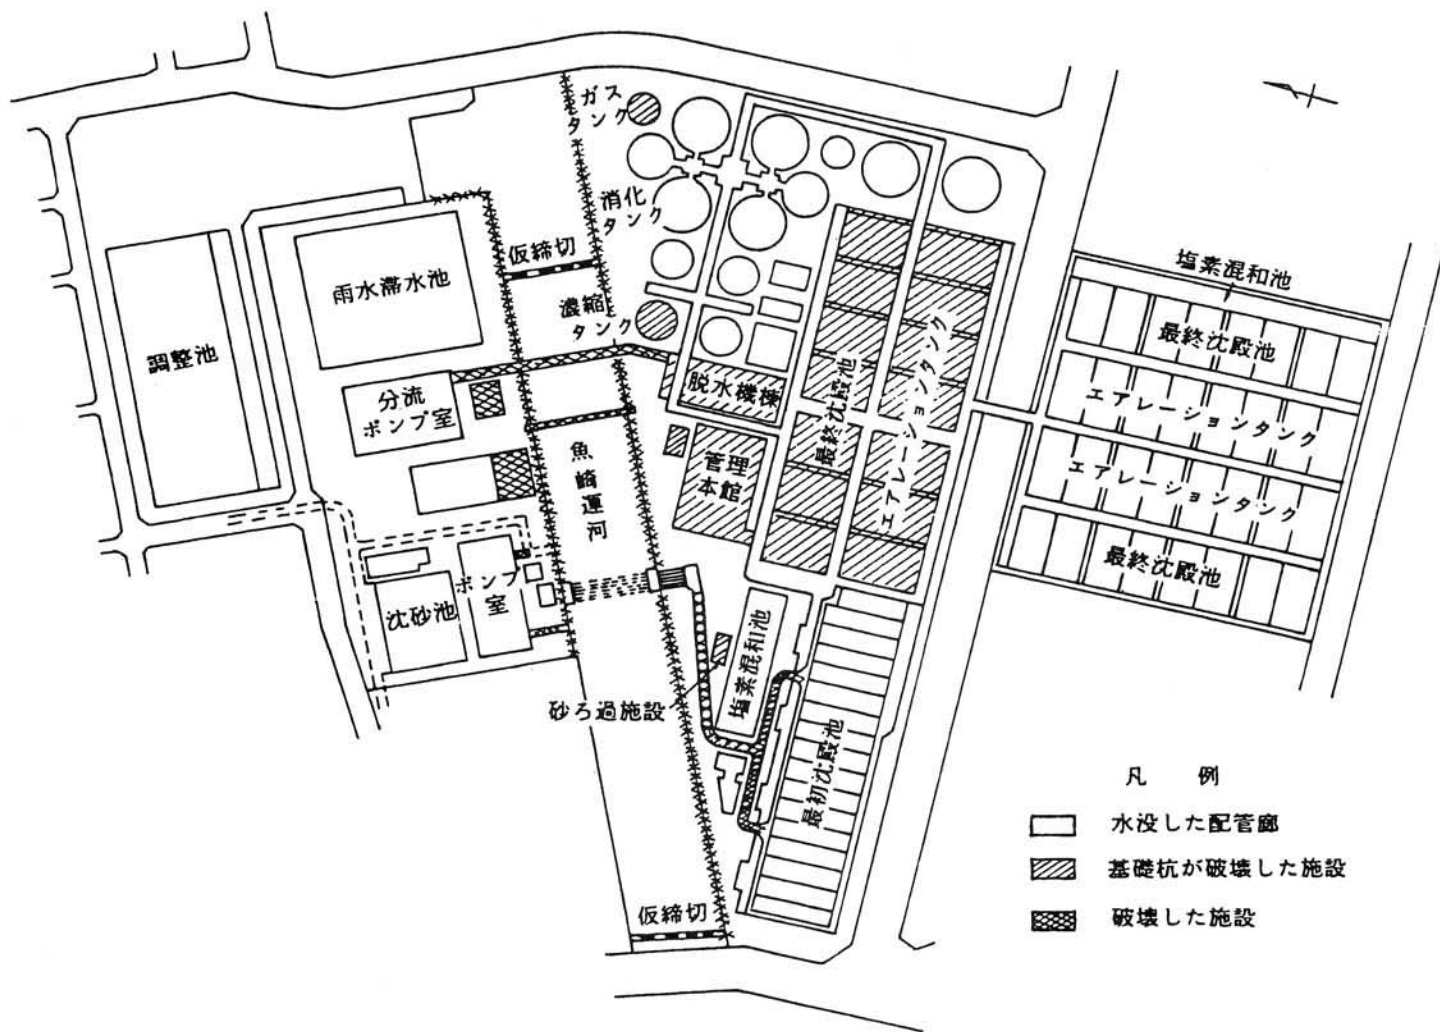 ガス
タンク
消化
タンク
仮締切
濃縮
タンク
雨水滞水池
調整池
分流
ポンプ室
脱水機棟
管理
本館
最終沈殿池
エアレーションタンク
塩素混和池
最終沈殿池
エアレーションタンク
エアレーションタンク
最終沈殿池
魚崎運河
ポンプ
室
沈砂池
砂ろ過施設
塩素混和池
最初沈殿池
仮締切
凡 例
水没した配管廊
基礎杭が破壊した施設
破壊した施設